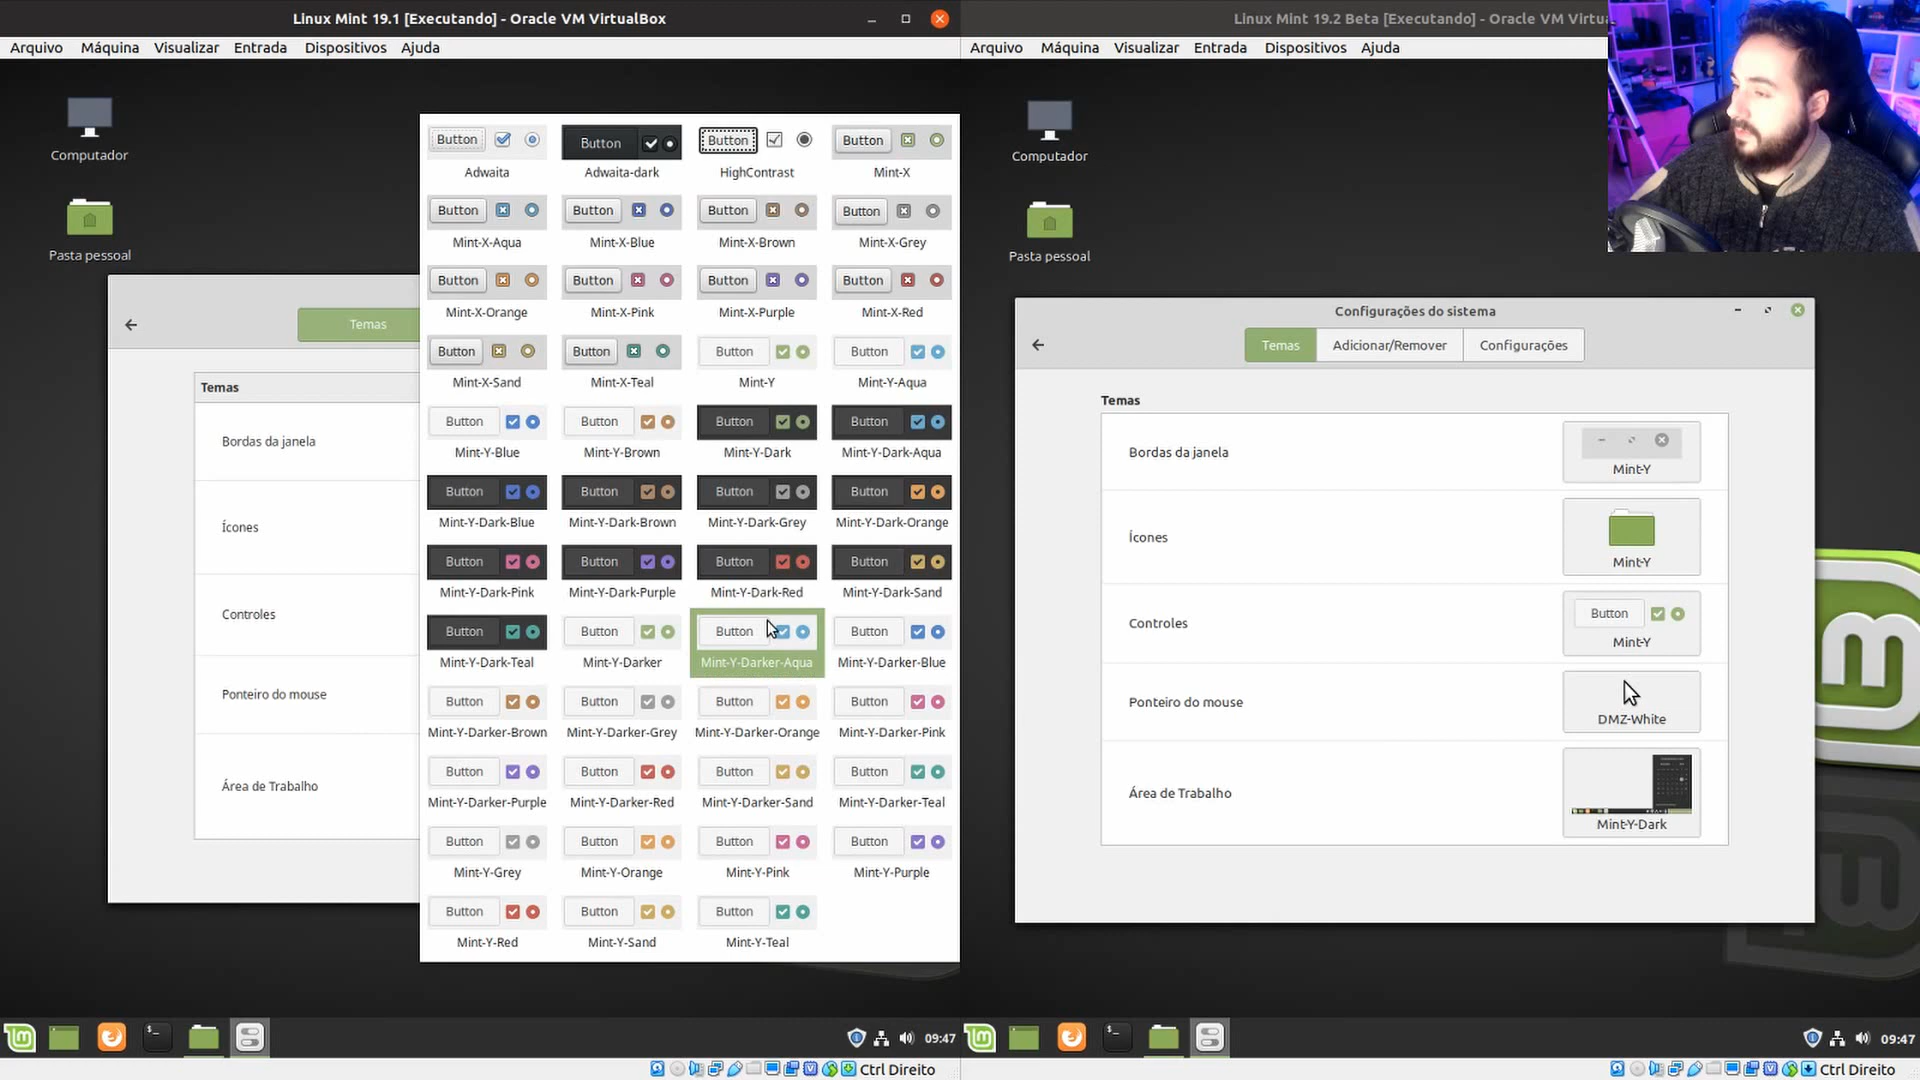 Linux Mint 19.1 [Executando] - Oracle VM VirtualBox
Arquivo Máquina Visualizar Entrada Dispositivos Ajuda
Computador
Pasta pessoal
Temas
Temas
Bordas da janela
Ícones
Controles
Ponteiro do mouse
Área de Trabalho
Button Button Button Button
Adwaita Adwaita-dark HighContrast Mint-X
Button Button Button Button
Mint-X-Aqua Mint-X-Blue Mint-X-Brown Mint-X-Grey
Button Button Button Button
Mint-X-Orange Mint-X-Pink Mint-X-Purple Mint-X-Red
Button Button Button Button
Mint-X-Sand Mint-X-Teal Mint-Y Mint-Y-Aqua
Button Button Button Button
Mint-Y-Blue Mint-Y-Brown Mint-Y-Dark Mint-Y-Dark-Aqua
Button Button Button Button
Mint-Y-Dark-Blue Mint-Y-Dark-Brown Mint-Y-Dark-Grey Mint-Y-Dark-Orange
Button Button Button Button
Mint-Y-Dark-Pink Mint-Y-Dark-Purple Mint-Y-Dark-Red Mint-Y-Dark-Sand
Button Button Button Button
Mint-Y-Dark-Teal Mint-Y-Darker Mint-Y-Darker-Aqua Mint-Y-Darker-Blue
Button Button Button Button
Mint-Y-Darker-Brown Mint-Y-Darker-Grey Mint-Y-Darker-Orange Mint-Y-Darker-Pink
Button Button Button Button
Mint-Y-Darker-Purple Mint-Y-Darker-Red Mint-Y-Darker-Sand Mint-Y-Darker-Teal
Button Button Button Button
Mint-Y-Grey Mint-Y-Orange Mint-Y-Pink Mint-Y-Purple
Button Button Button
Mint-Y-Red Mint-Y-Sand Mint-Y-Teal
09:47
Ctrl Direito
Linux Mint 19.2 Beta [Executando] - Oracle VM Virtua
Arquivo Máquina Visualizar Entrada Dispositivos Ajuda
Computador
Pasta pessoal
Configurações do sistema
Temas Adicionar/Remover Configurações
Temas
Bordas da janela
Mint-Y
Ícones
Mint-Y
Controles
Button
Mint-Y
Ponteiro do mouse
DMZ-White
Área de Trabalho
Mint-Y-Dark
09:47
Ctrl Direito